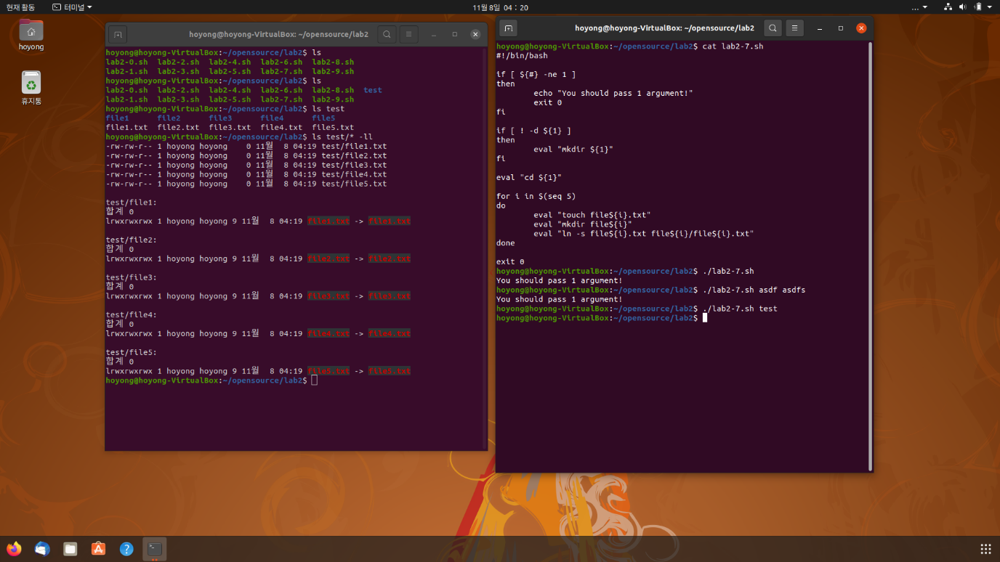 현재 활동
터미널
11월 8일 04 : 20
...
hoyong
휴지통
hoyong@hoyong-VirtualBox: ~/opensource/lab2
hoyong@hoyong-VirtualBox:~/opensource/lab2$ ls
lab2-0.sh lab2-2.sh lab2-4.sh lab2-6.sh lab2-8.sh
lab2-1.sh lab2-3.sh lab2-5.sh lab2-7.sh lab2-9.sh
hoyong@hoyong-VirtualBox:~/opensource/lab2$ ls
lab2-0.sh lab2-2.sh lab2-4.sh lab2-6.sh lab2-8.sh test
lab2-1.sh lab2-3.sh lab2-5.sh lab2-7.sh lab2-9.sh
hoyong@hoyong-VirtualBox:~/opensource/lab2$ ls test
file1 file2 file3 file4 file5
file1.txt file2.txt file3.txt file4.txt file5.txt
hoyong@hoyong-VirtualBox:~/opensource/lab2$ ls test/* -ll
-rw-rw-r-- 1 hoyong hoyong 0 11월 8 04:19 test/file1.txt
-rw-rw-r-- 1 hoyong hoyong 0 11월 8 04:19 test/file2.txt
-rw-rw-r-- 1 hoyong hoyong 0 11월 8 04:19 test/file3.txt
-rw-rw-r-- 1 hoyong hoyong 0 11월 8 04:19 test/file4.txt
-rw-rw-r-- 1 hoyong hoyong 0 11월 8 04:19 test/file5.txt
test/file1:
합계 0
lrwxrwxrwx 1 hoyong hoyong 9 11월 8 04:19 file1.txt -> file1.txt
test/file2:
합계 0
lrwxrwxrwx 1 hoyong hoyong 9 11월 8 04:19 file2.txt -> file2.txt
test/file3:
합계 0
lrwxrwxrwx 1 hoyong hoyong 9 11월 8 04:19 file3.txt -> file3.txt
test/file4:
합계 0
lrwxrwxrwx 1 hoyong hoyong 9 11월 8 04:19 file4.txt -> file4.txt
test/file5:
합계 0
lrwxrwxrwx 1 hoyong hoyong 9 11월 8 04:19 file5.txt -> file5.txt
hoyong@hoyong-VirtualBox:~/opensource/lab2$
hoyong@hoyong-VirtualBox: ~/opensource/lab2
hoyong@hoyong-VirtualBox:~/opensource/lab2$ cat lab2-7.sh
#!/bin/bash
if [ ${#} -ne 1 ]
then
echo "You should pass 1 argument!"
exit 0
fi
if [ ! -d ${1} ]
then
eval "mkdir ${1}"
fi
eval "cd ${1}"
for i in $(seq 5)
do
eval "touch file${i}.txt"
eval "mkdir file${i}"
eval "ln -s file${i}.txt file${i}/file${i}.txt"
done
exit 0
hoyong@hoyong-VirtualBox:~/opensource/lab2$ ./lab2-7.sh
You should pass 1 argument!
hoyong@hoyong-VirtualBox:~/opensource/lab2$ ./lab2-7.sh asdf asdfs
You should pass 1 argument!
hoyong@hoyong-VirtualBox:~/opensource/lab2$ ./lab2-7.sh test
hoyong@hoyong-VirtualBox:~/opensource/lab2$